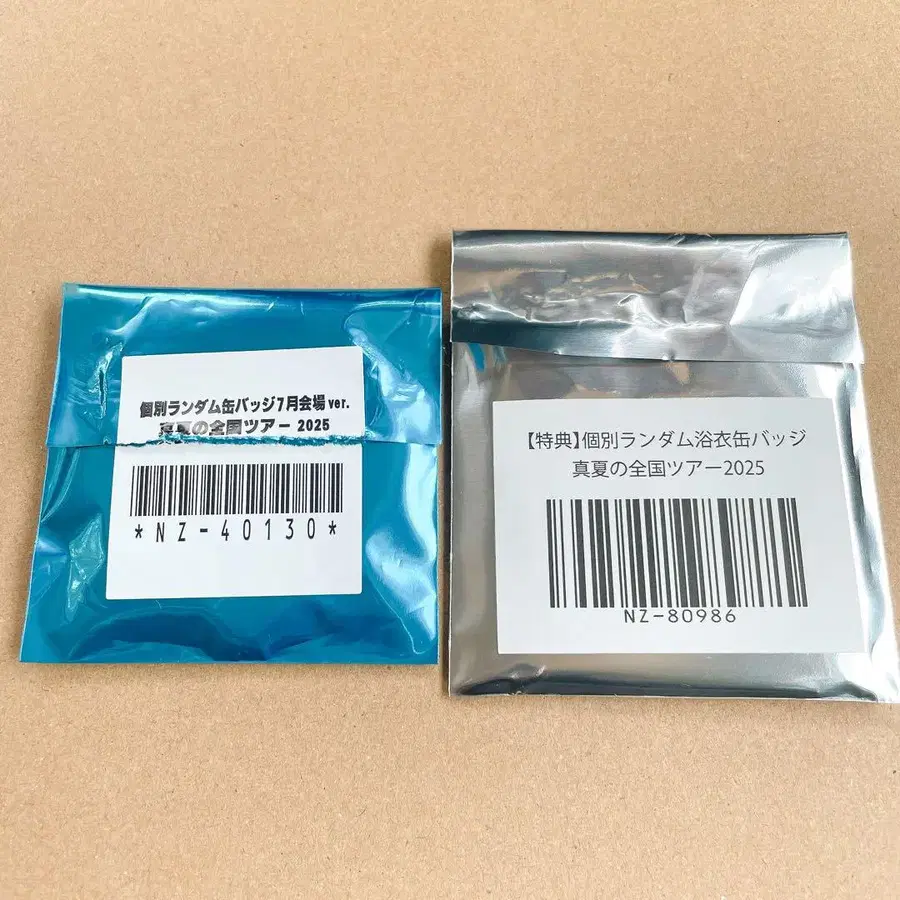 個別ランダム缶バッジ7月会場ver.
真夏の全国ツアー 2025
*NZ-40130*
【特典】個別ランダム浴衣缶バッジ
真夏の全国ツアー2025
NZ-80986